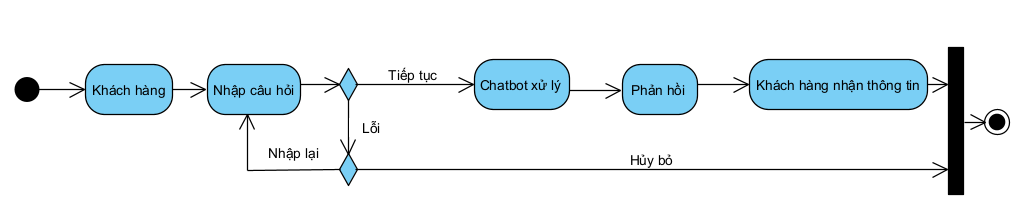 Khách hàng
Nhập câu hỏi
Tiếp tục
Chatbot xử lý
Phản hồi
Khách hàng nhận thông tin
Lỗi
Nhập lại
Hủy bỏ